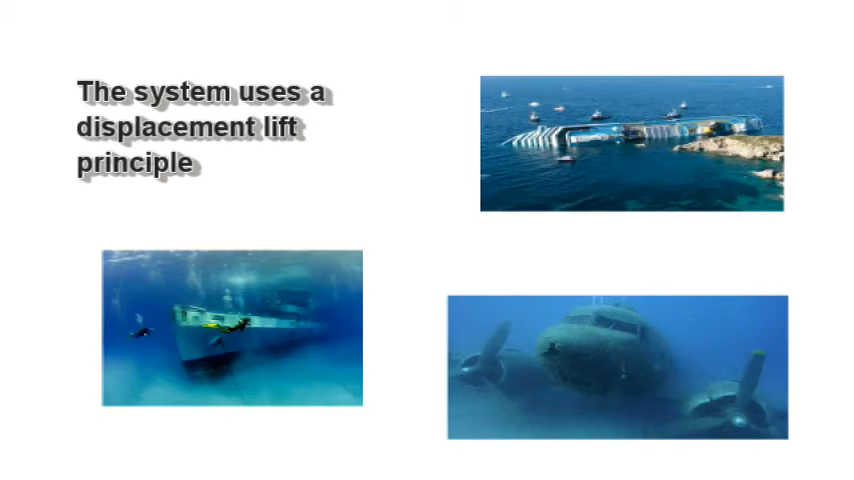 The system uses a
displacement lift
principle